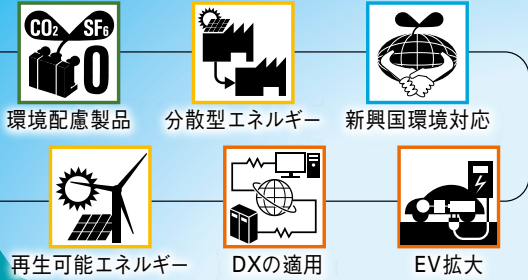 CO₂ SF₆
0
環境配慮製品
分散型エネルギー
新興国環境対応
再生可能エネルギー
DXの適用
EV拡大